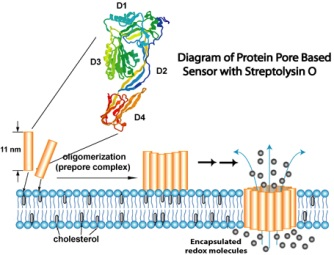 D1
Diagram of Protein Pore Based
Sensor with Streptolysin O
D3
D2
D4
11 nm
oligomerization
(prepore complex)
cholesterol
Encapsulated
redox molecules